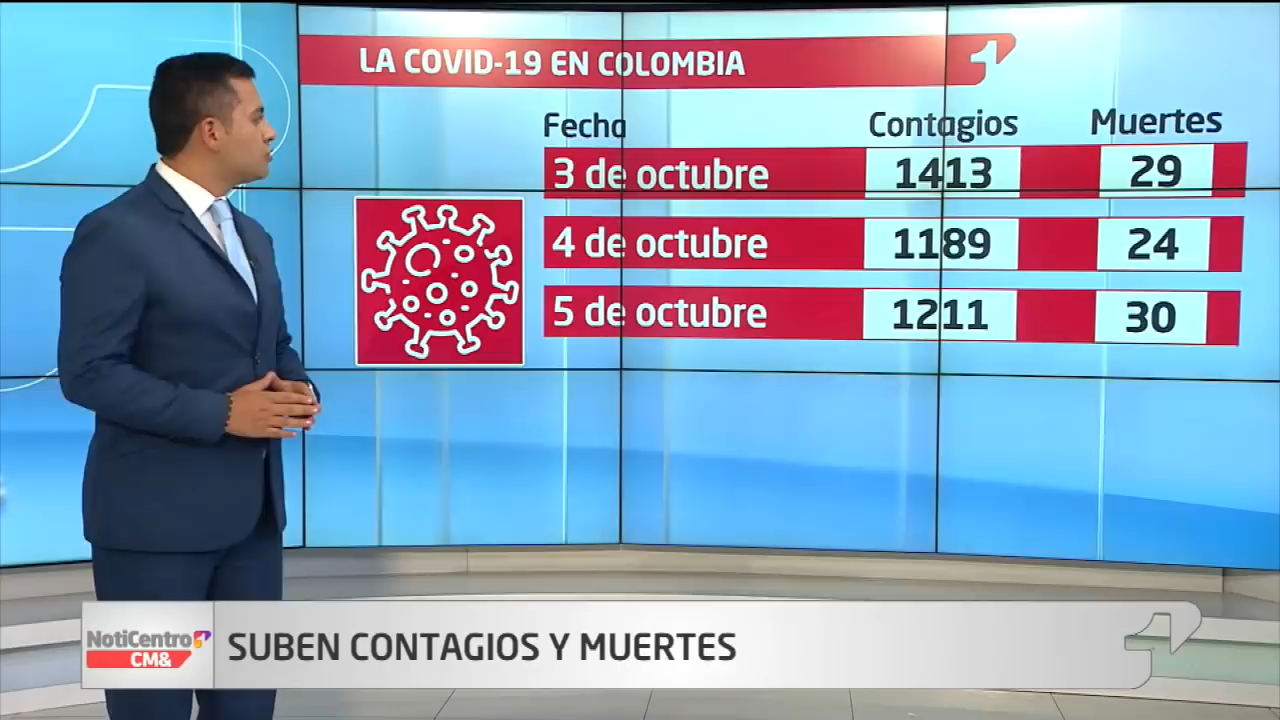 LA COVID-19 EN COLOMBIA
Fecha Contagios Muertes
3 de octubre 1413 29
4 de octubre 1189 24
5 de octubre 1211 30
NotiCentro 1
CM&
SUBEN CONTAGIOS Y MUERTES